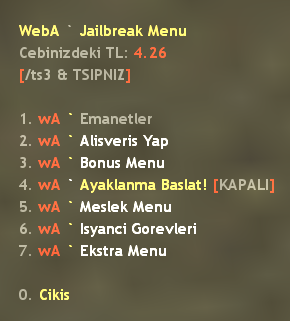 WebA ` Jailbreak Menu
Cebinizdeki TL: 4.26
[/ts3 & TSIPNIZ]
1. wA ` Emanetler
2. wA ` Alisveris Yap
3. wA ` Bonus Menu
4. wA ` Ayaklanma Baslat! [KAPALI]
5. wA ` Meslek Menu
6. wA ` Isyanci Gorevleri
7. wA ` Ekstra Menu
0. Cikis